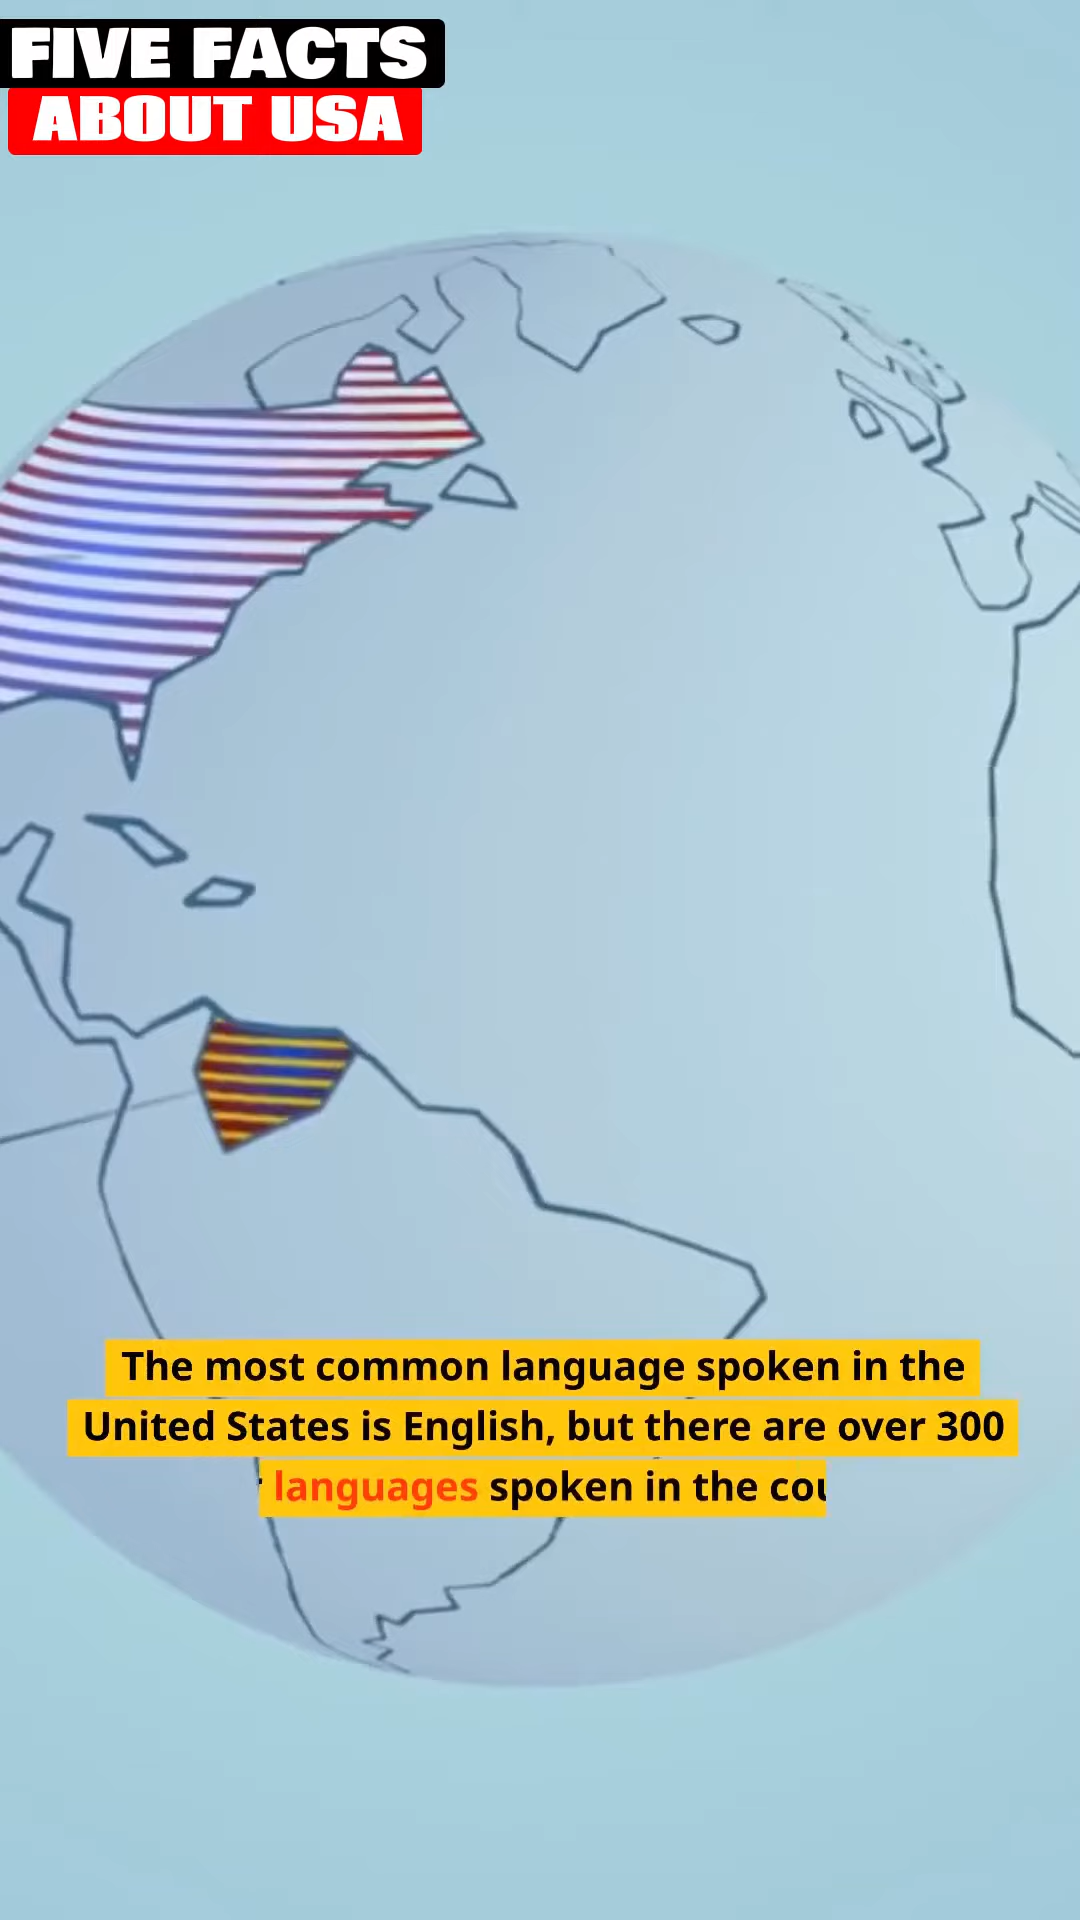 FIVE FACTS
ABOUT USA
The most common language spoken in the
United States is English, but there are over 300
languages spoken in the